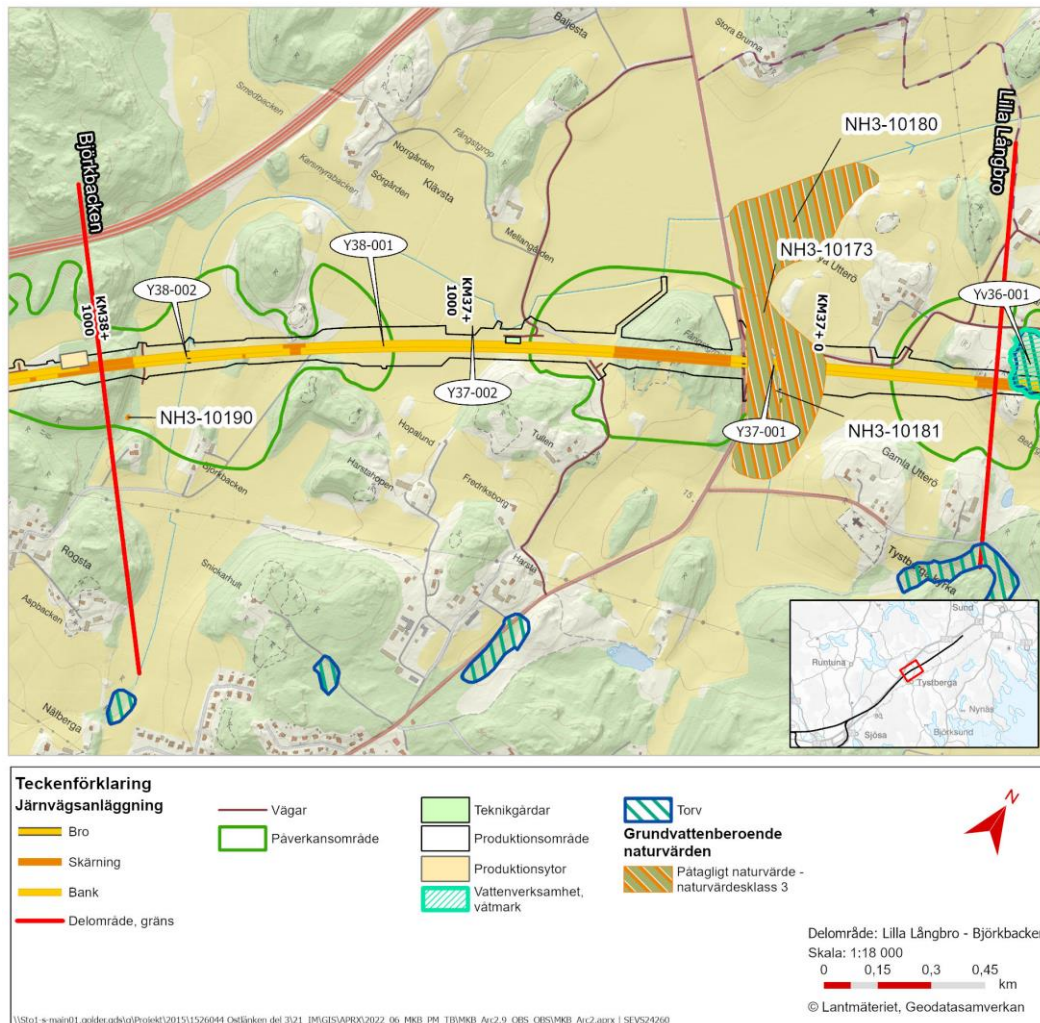 Baljesta
Stora Brunna
Smedbacken
Björkbacken
Lilla Långbro
NH3-10180
Fångstgrop
Norrgården
Karsmyrabacken
Sörgården
Klävsta
NH3-10173
Mellangården
Y38-001
Y38-002
KM37+
1000
KM38+
1000
KM37+ 0
Yv36-001
Y37-002
NH3-10190
Y37-001
NH3-10181
Hopalund
Tullen
Björkbacken
Harstahopen
Fredriksborg
Gamla Utterö
15
Rogsta
Snickarhult
Harsta
Aspbacken
Nälberga
Sund
Runtuna
Tystberga
Nynäs
Björksund
Sjösa
Teckenförklaring
Järnvägsanläggning
Bro
Skärning
Bank
Delområde, gräns
Vägar
Påverkansområde
Teknikgårdar
Produktionsområde
Produktionsytor
Vattenverksamhet,
våtmark
Torv
Grundvattenberoende
naturvärden
Påtagligt naturvärde -
naturvärdesklass 3
N
Delområde: Lilla Långbro - Björkbacken
Skala: 1:18 000
0 0,15 0,3 0,45
km
© Lantmäteriet, Geodatasamverkan